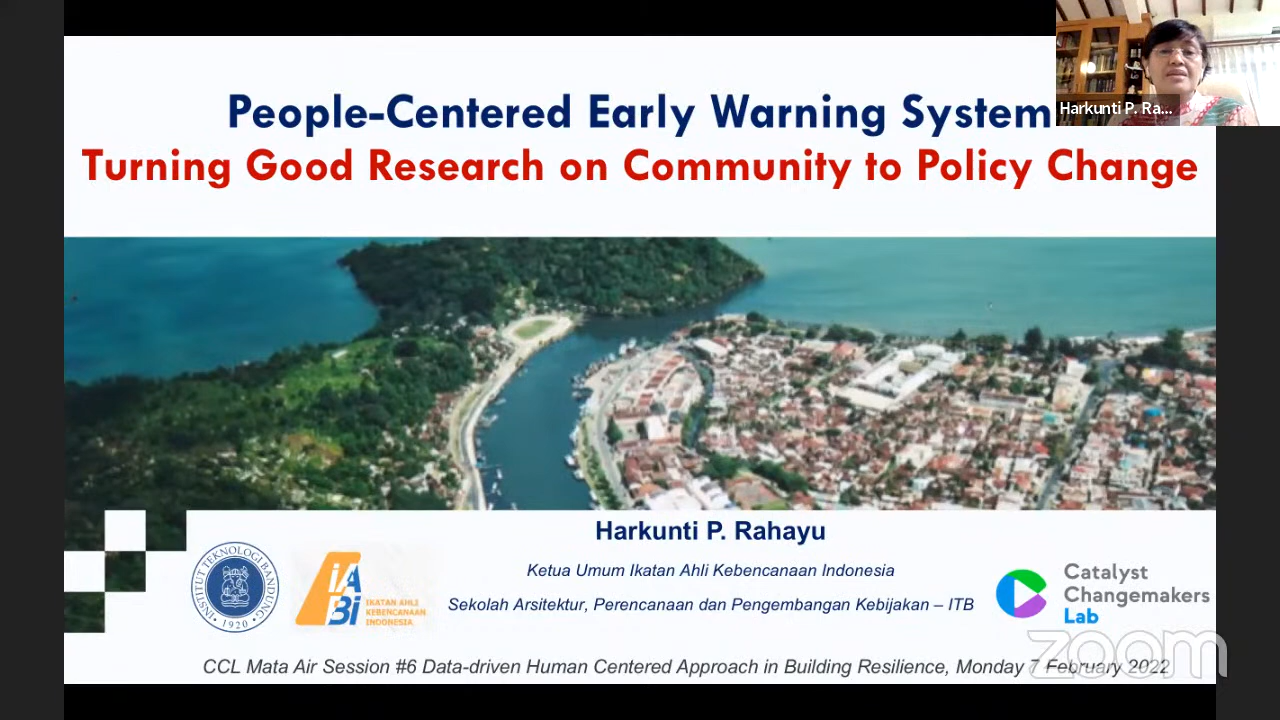 People-Centered Early Warning System
Turning Good Research on Community to Policy Change
Harkunti P. Ra...
Harkunti P. Rahayu
Ketua Umum Ikatan Ahli Kebencanaan Indonesia
Sekolah Arsitektur, Perencanaan dan Pengembangan Kebijakan – ITB
INSTITUT TEKNOLOGI BANDUNG
1920
iABi
IKATAN AHLI
KEBENCANAAN
INDONESIA
Catalyst
Changemakers
Lab
zoom
CCL Mata Air Session #6 Data-driven Human Centered Approach in Building Resilience, Monday 7 February 2022